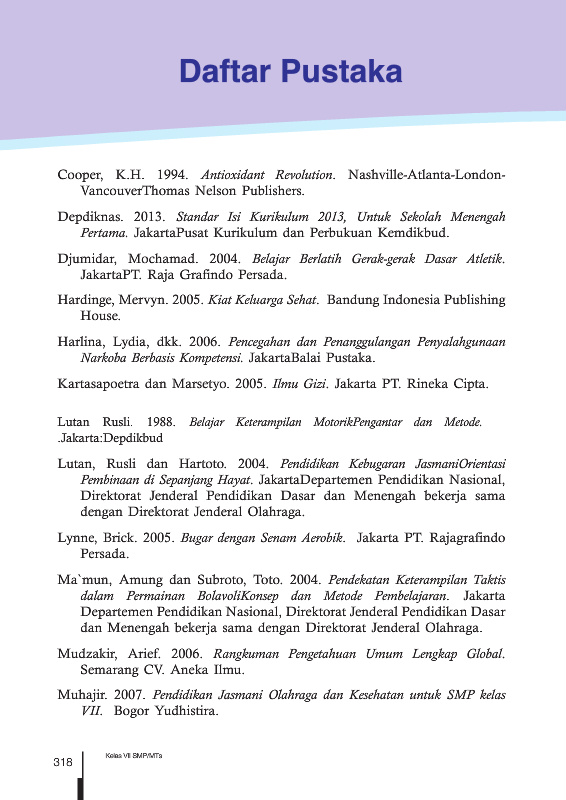 Daftar Pustaka
Cooper, K.H. 1994. Antioxidant Revolution. Nashville-Atlanta-London-
VancouverThomas Nelson Publishers.
Depdiknas. 2013. Standar Isi Kurikulum 2013, Untuk Sekolah Menengah
Pertama. JakartaPusat Kurikulum dan Perbukuan Kemdikbud.
Djumidar, Mochamad. 2004. Belajar Berlatih Gerak-gerak Dasar Atletik.
JakartaPT. Raja Grafindo Persada.
Hardinge, Mervyn. 2005. Kiat Keluarga Sehat. Bandung Indonesia Publishing
House.
Harlina, Lydia, dkk. 2006. Pencegahan dan Penanggulangan Penyalahgunaan
Narkoba Berbasis Kompetensi. JakartaBalai Pustaka.
Kartasapoetra dan Marsetyo. 2005. Ilmu Gizi. Jakarta PT. Rineka Cipta.
Lutan Rusli. 1988. Belajar Keterampilan MotorikPengantar dan Metode.
.Jakarta:Depdikbud
Lutan, Rusli dan Hartoto. 2004. Pendidikan Kebugaran JasmaniOrientasi
Pembinaan di Sepanjang Hayat. JakartaDepartemen Pendidikan Nasional,
Direktorat Jenderal Pendidikan Dasar dan Menengah bekerja sama
dengan Direktorat Jenderal Olahraga.
Lynne, Brick. 2005. Bugar dengan Senam Aerobik. Jakarta PT. Rajagrafindo
Persada.
Ma`mun, Amung dan Subroto, Toto. 2004. Pendekatan Keterampilan Taktis
dalam Permainan BolavoliKonsep dan Metode Pembelajaran. Jakarta
Departemen Pendidikan Nasional, Direktorat Jenderal Pendidikan Dasar
dan Menengah bekerja sama dengan Direktorat Jenderal Olahraga.
Mudzakir, Arief. 2006. Rangkuman Pengetahuan Umum Lengkap Global.
Semarang CV. Aneka Ilmu.
Muhajir. 2007. Pendidikan Jasmani Olahraga dan Kesehatan untuk SMP kelas
VII. Bogor Yudhistira.
318
Kelas VII SMP/MTs